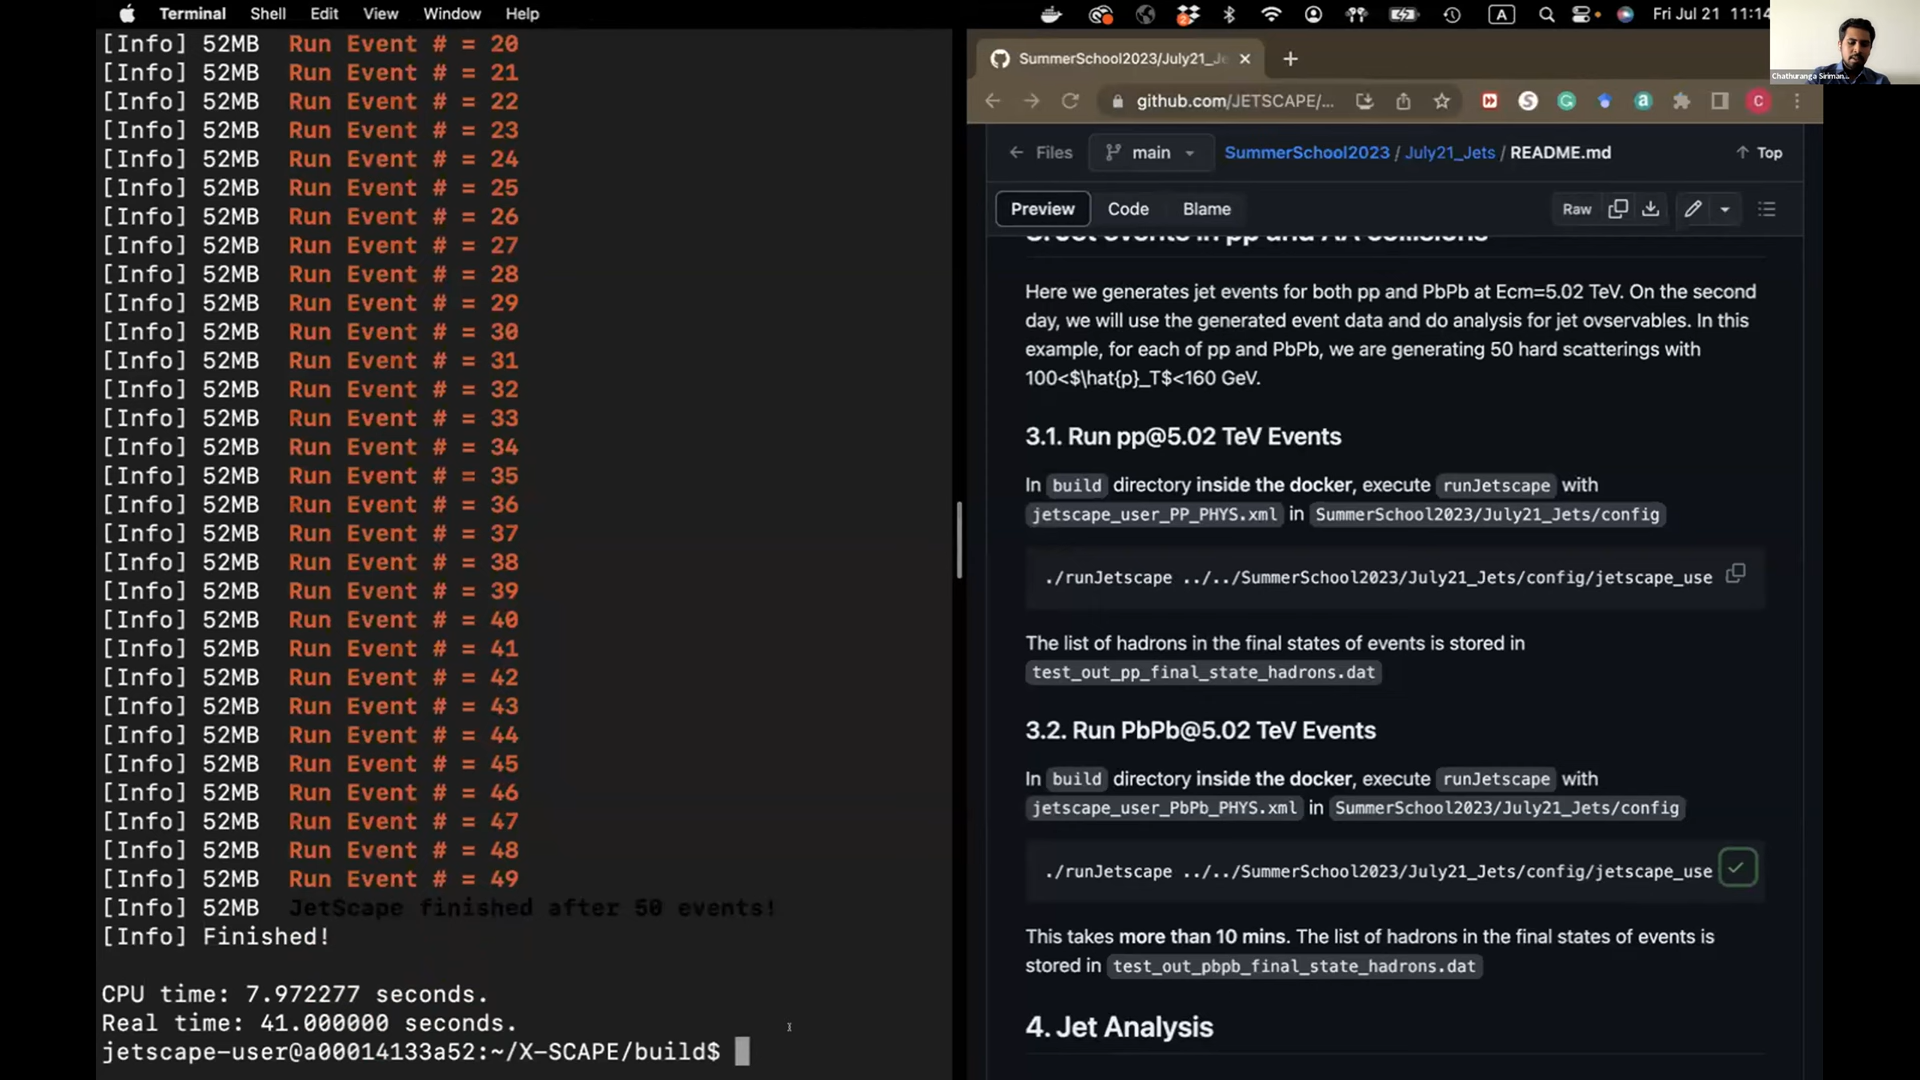 Terminal Shell Edit View Window Help
A Fri Jul 21 11:14
[Info] 52MB Run Event # = 20
[Info] 52MB Run Event # = 21
[Info] 52MB Run Event # = 22
[Info] 52MB Run Event # = 23
[Info] 52MB Run Event # = 24
[Info] 52MB Run Event # = 25
[Info] 52MB Run Event # = 26
[Info] 52MB Run Event # = 27
[Info] 52MB Run Event # = 28
[Info] 52MB Run Event # = 29
[Info] 52MB Run Event # = 30
[Info] 52MB Run Event # = 31
[Info] 52MB Run Event # = 32
[Info] 52MB Run Event # = 33
[Info] 52MB Run Event # = 34
[Info] 52MB Run Event # = 35
[Info] 52MB Run Event # = 36
[Info] 52MB Run Event # = 37
[Info] 52MB Run Event # = 38
[Info] 52MB Run Event # = 39
[Info] 52MB Run Event # = 40
[Info] 52MB Run Event # = 41
[Info] 52MB Run Event # = 42
[Info] 52MB Run Event # = 43
[Info] 52MB Run Event # = 44
[Info] 52MB Run Event # = 45
[Info] 52MB Run Event # = 46
[Info] 52MB Run Event # = 47
[Info] 52MB Run Event # = 48
[Info] 52MB Run Event # = 49
[Info] 52MB JetScape finished after 50 events!
[Info] Finished!
CPU time: 7.972277 seconds.
Real time: 41.000000 seconds.
jetscape-user@a00014133a52:~/X-SCAPE/build$
Chathuranga Siriman...
SummerSchool2023/July21_Je
github.com/JETSCAPE/...
Files main SummerSchool2023 / July21_Jets / README.md Top
Preview Code Blame Raw
3. Jet events in pp and AA collisions
Here we generates jet events for both pp and PbPb at Ecm=5.02 TeV. On the second
day, we will use the generated event data and do analysis for jet ovservables. In this
example, for each of pp and PbPb, we are generating 50 hard scatterings with
100<$\hat{p}_T$<160 GeV.
3.1. Run pp@5.02 TeV Events
In build directory inside the docker, execute runJetscape with
jetscape_user_PP_PHYS.xml in SummerSchool2023/July21_Jets/config
./runJetscape ../../SummerSchool2023/July21_Jets/config/jetscape_use
The list of hadrons in the final states of events is stored in
test_out_pp_final_state_hadrons.dat
3.2. Run PbPb@5.02 TeV Events
In build directory inside the docker, execute runJetscape with
jetscape_user_PbPb_PHYS.xml in SummerSchool2023/July21_Jets/config
./runJetscape ../../SummerSchool2023/July21_Jets/config/jetscape_use
This takes more than 10 mins. The list of hadrons in the final states of events is
stored in test_out_pbpb_final_state_hadrons.dat
4. Jet Analysis